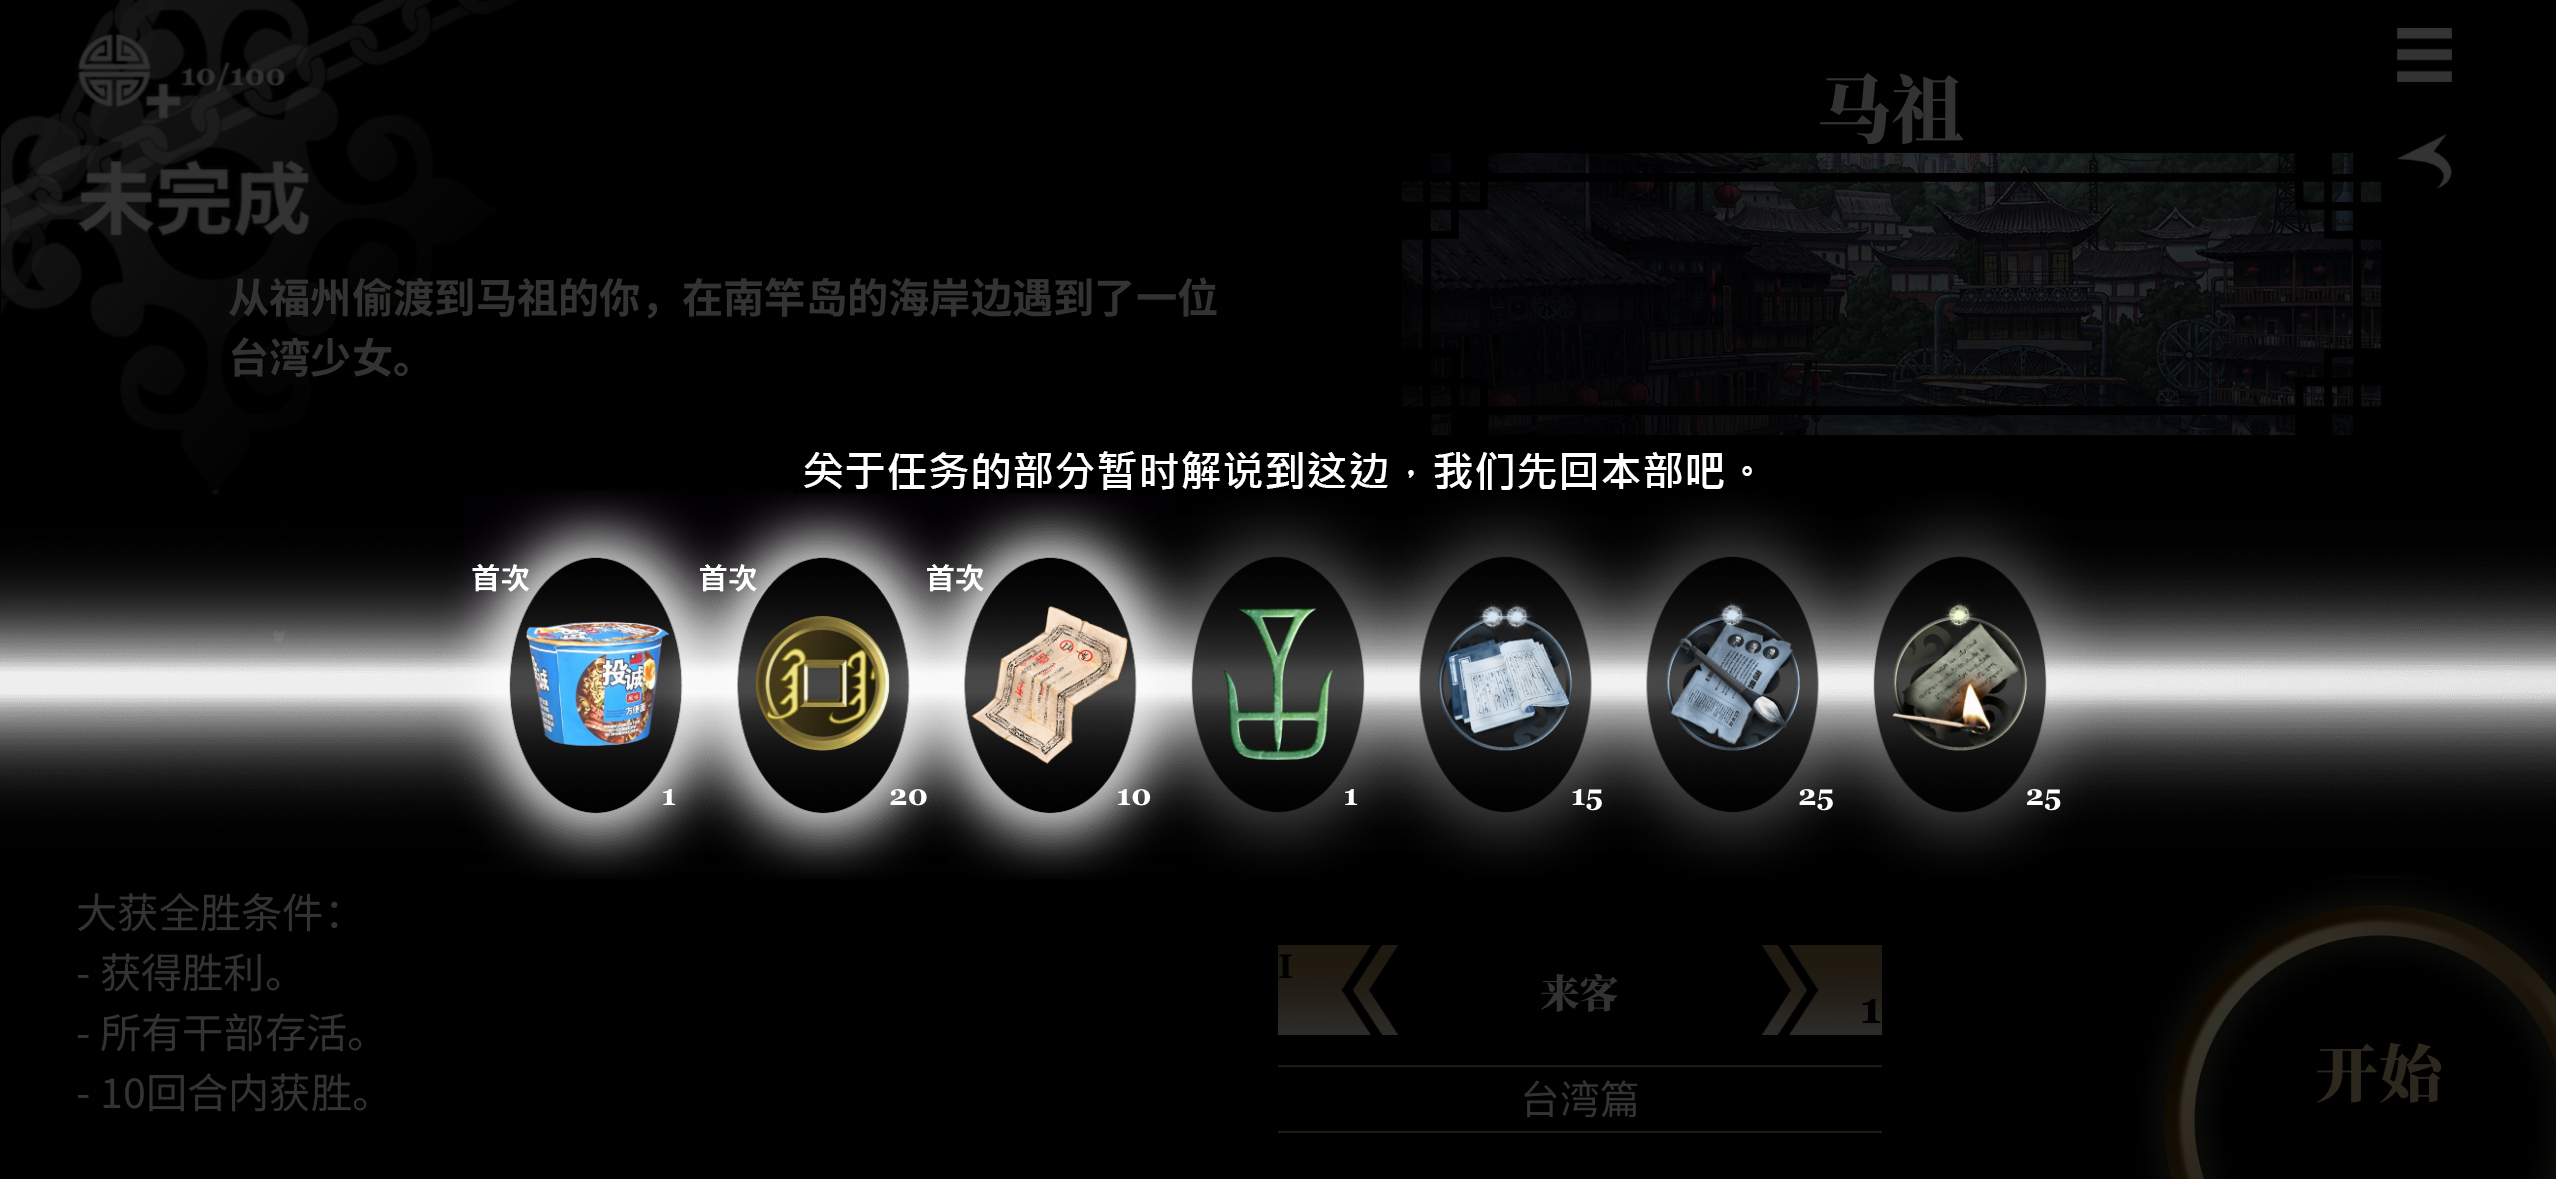 10/100
马祖
未完成
从福州偷渡到马祖的你，在南竿岛的海岸边遇到了一位
台湾少女。
关于任务的部分暂时解说到这边，我们先回本部吧。
首次
首次
首次
投诚
方便面
1
20
10
1
15
25
25
大获全胜条件：
- 获得胜利。
- 所有干部存活。
- 10回合内获胜。
I
来客
1
台湾篇
开始